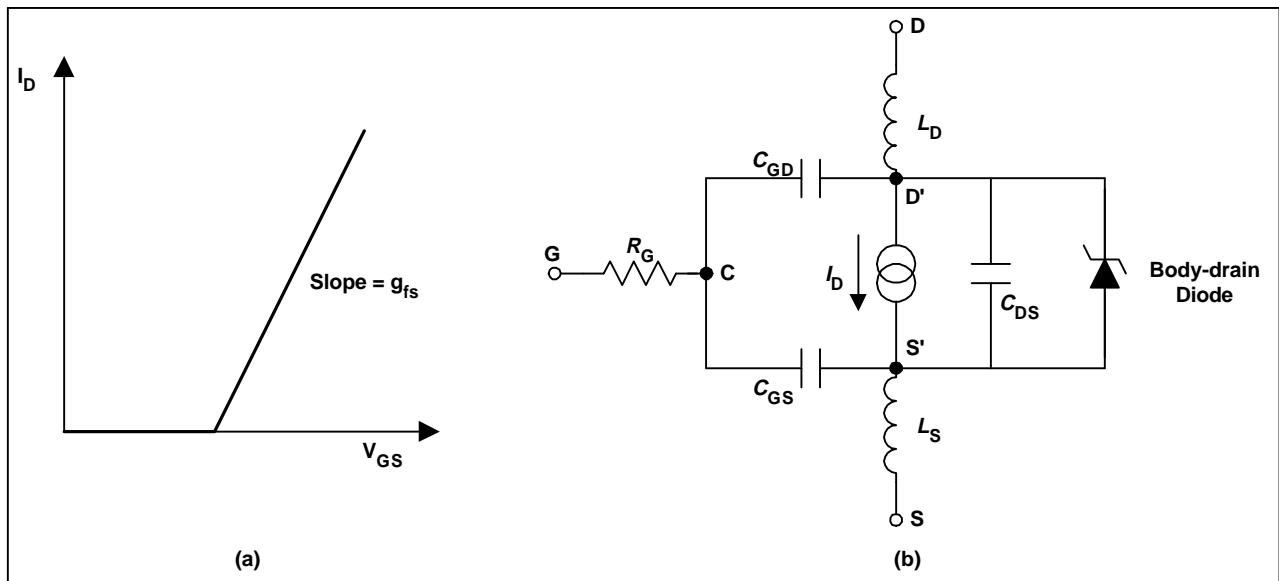 I_D
Slope = g_fs
V_GS
(a)
D
L_D
C_GD
D'
G
R_G
C
I_D
C_DS
Body-drain
Diode
S'
C_GS
L_S
S
(b)